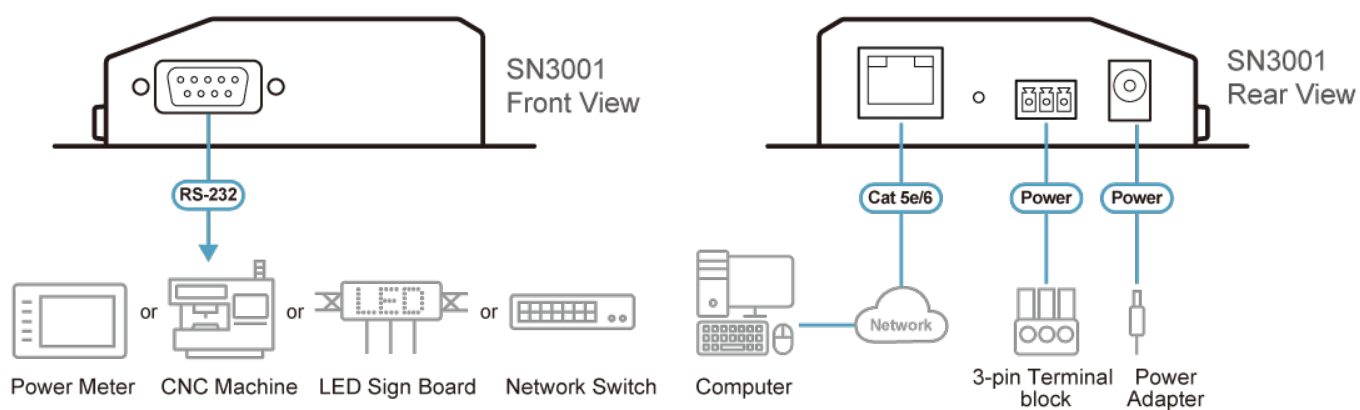 SN3001
Front View
SN3001
Rear View
RS-232
Cat 5e/6
Power
Power
or
or
or
LED
Network
Power Meter
CNC Machine
LED Sign Board
Network Switch
Computer
3-pin Terminal
block
Power
Adapter